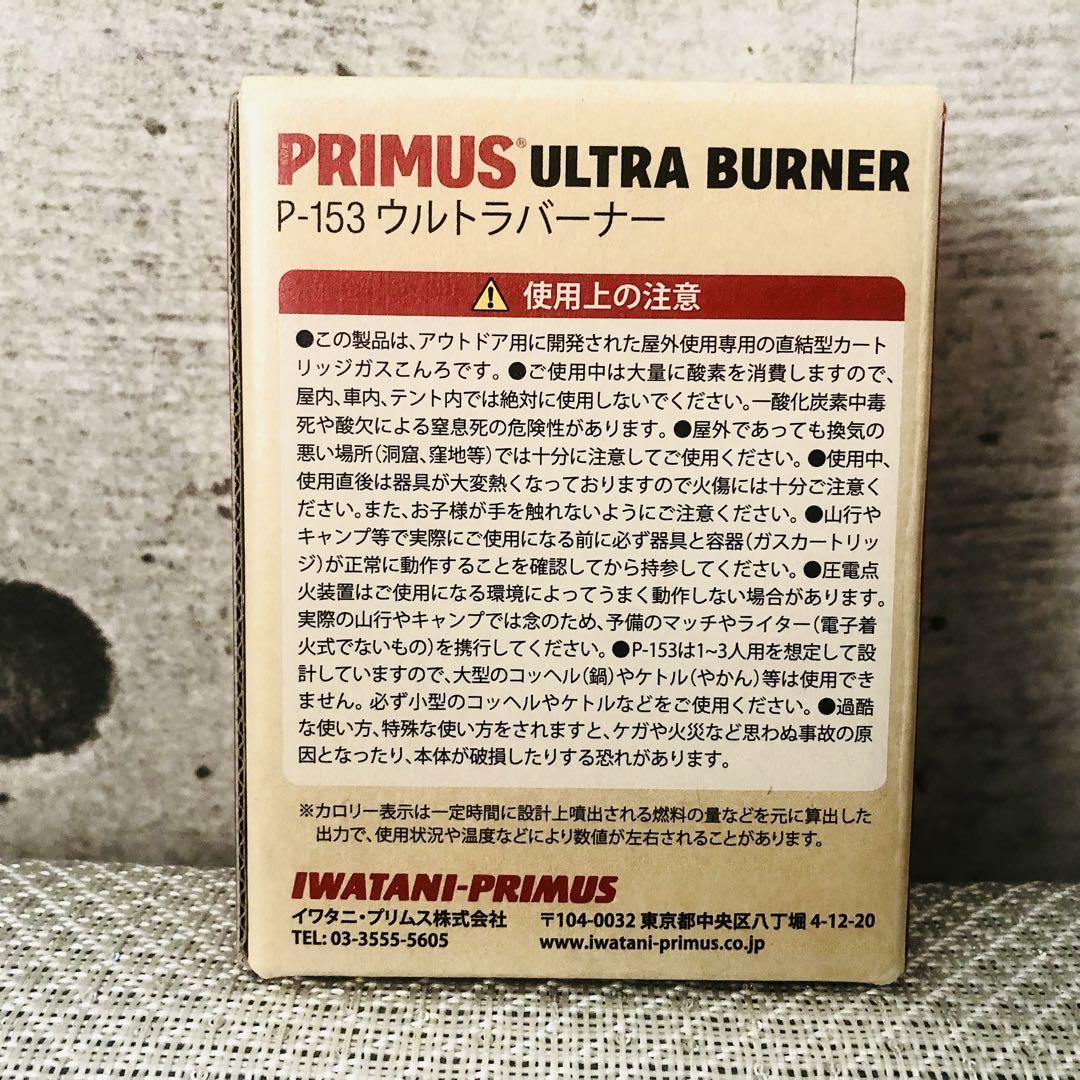 PRIMUS® ULTRA BURNER
P-153 ウルトラバーナー
使用上の注意
●この製品は、アウトドア用に開発された屋外使用専用の直結型カート
リッジガスこんろです。●ご使用中は大量に酸素を消費しますので、
屋内、車内、テント内では絶対に使用しないでください。一酸化炭素中毒
死や酸欠による窒息死の危険性があります。●屋外であっても換気の
悪い場所(洞窟、窪地等)では十分に注意してご使用ください。●使用中、
使用直後は器具が大変熱くなっておりますので火傷には十分ご注意く
ださい。また、お子様が手を触れないようにご注意ください。●山行や
キャンプ等で実際にご使用になる前に必ず器具と容器(ガスカートリッ
ジ)が正常に動作することを確認してから持参してください。●圧電点
火装置はご使用になる環境によってうまく動作しない場合があります。
実際の山行やキャンプでは念のため、予備のマッチやライター(電子着
火式でないもの)を携行してください。●P-153は1~3人用を想定して設
計していますので、大型のコッヘル(鍋)やケトル(やかん)等は使用でき
ません。必ず小型のコッヘルやケトルなどをご使用ください。●過酷
な使い方、特殊な使い方をされますと、ケガや火災など思わぬ事故の原
因となったり、本体が破損したりする恐れがあります。
※カロリー表示は一定時間に設計上噴出される燃料の量などを元に算出した
出力で、使用状況や温度などにより数値が左右されることがあります。
IWATANI-PRIMUS
イワタニ・プリムス株式会社 〒104-0032 東京都中央区八丁堀 4-12-20
TEL: 03-3555-5605 www.iwatani-primus.co.jp